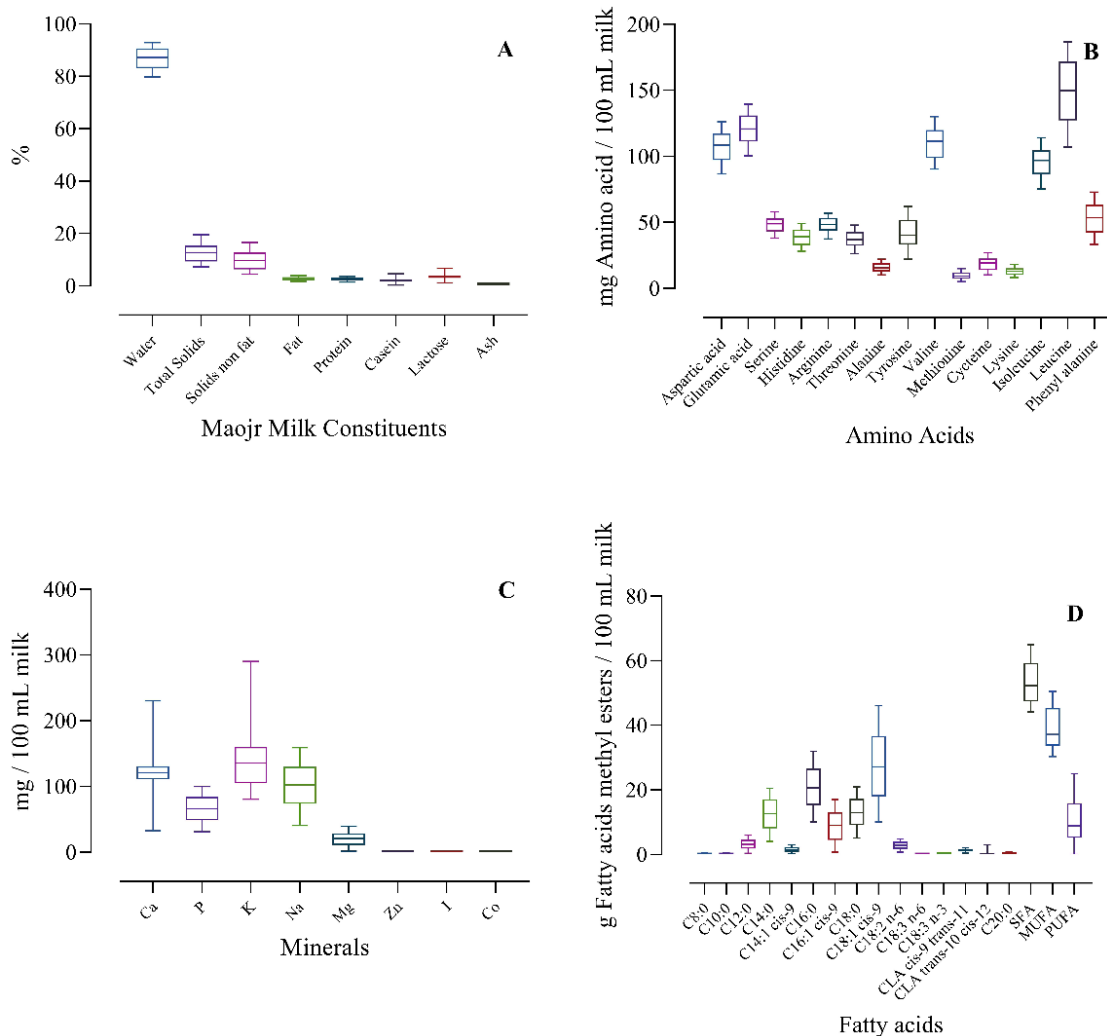 A
%
100
80
60
40
20
0
Water
Total Solids
Solids non fat
Fat
Protein
Casein
Lactose
Ash
Maojr Milk Constituents
B
mg Amino acid / 100 mL milk
200
150
100
50
0
Aspartic acid
Glutamic acid
Serine
Histidine
Arginine
Threonine
Alanine
Tyrosine
Valine
Methionine
Cycteine
Lysine
Isoleucine
Leucine
Phenyl alanine
Amino Acids
C
mg / 100 mL milk
400
300
200
100
0
Ca
P
K
Na
Mg
Zn
I
Co
Minerals
D
g Fatty acids methyl esters / 100 mL milk
80
60
40
20
0
C8:0
C10:0
C12:0
C14:0
C14:1 cis-9
C16:0
C16:1 cis-9
C18:0
C18:1 cis-9
C18:2 n-6
C18:3 n-6
C18:3 n-3
CLA cis-9 trans-11
CLA trans-10 cis-12
C20:0
SFA
MUFA
PUFA
Fatty acids